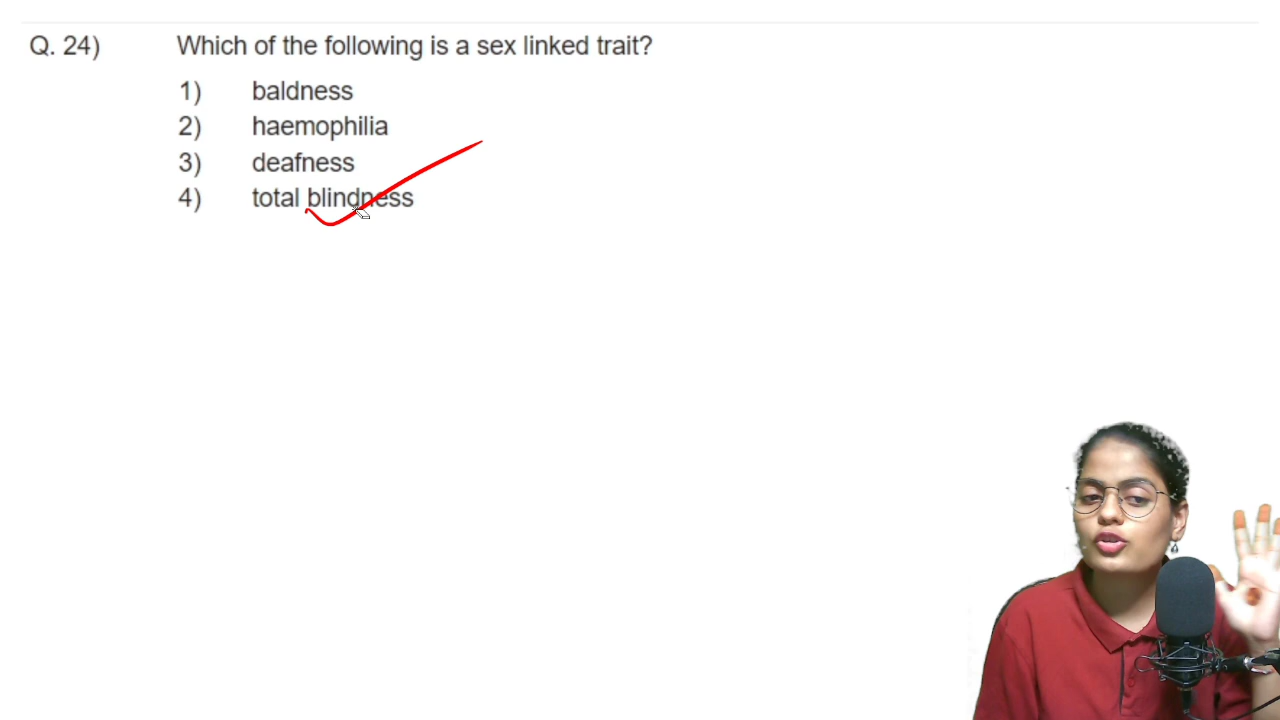 Q. 24) Which of the following is a sex linked trait?
1) baldness
2) haemophilia
3) deafness
4) total blindness